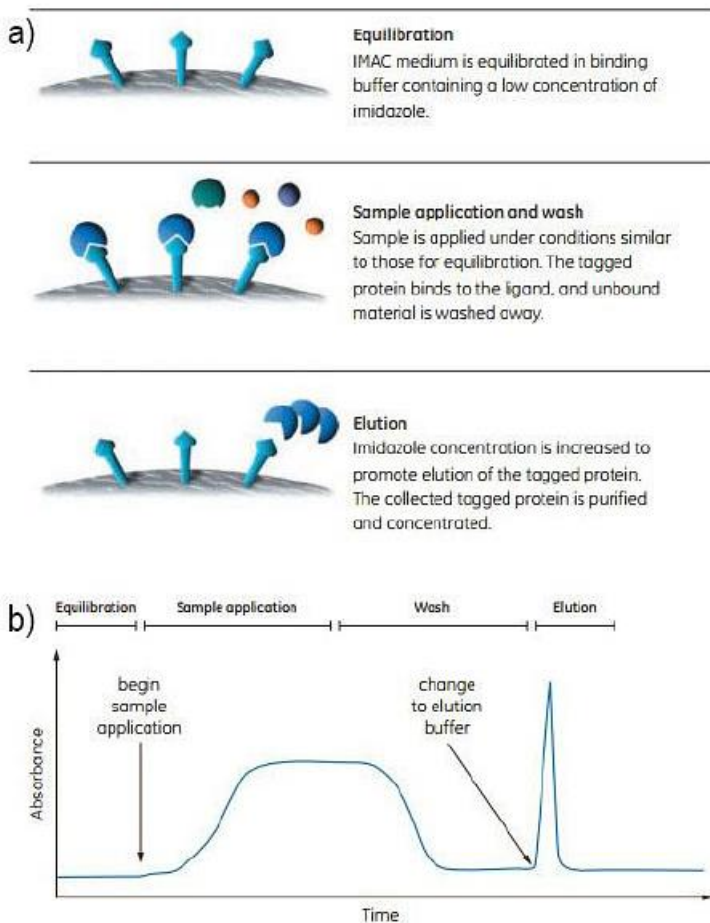 a)
Equilibration
IMAC medium is equilibrated in binding
buffer containing a low concentration of
imidazole.
Sample application and wash
Sample is applied under conditions similar
to those for equilibration. The tagged
protein binds to the ligand, and unbound
material is washed away.
Elution
Imidazole concentration is increased to
promote elution of the tagged protein.
The collected tagged protein is purified
and concentrated.
b)
Equilibration Sample application Wash Elution
begin
sample
application
change
to elution
buffer
Absorbance
Time